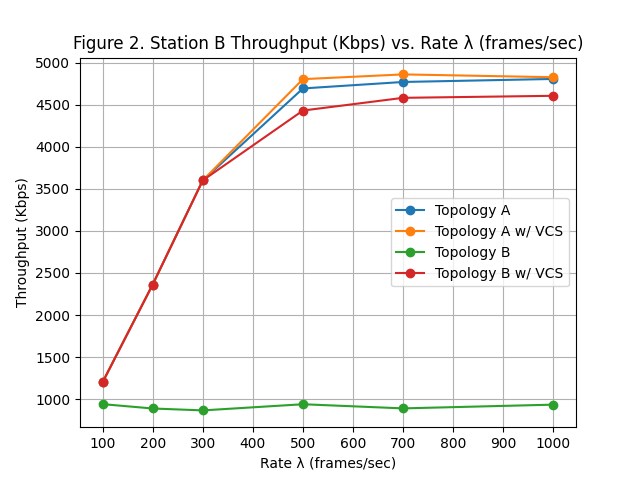 Figure 2. Station B Throughput (Kbps) vs. Rate λ (frames/sec)
5000
4500
4000
3500
3000
2500
2000
1500
1000
Throughput (Kbps)
Topology A
Topology A w/ VCS
Topology B
Topology B w/ VCS
100 200 300 400 500 600 700 800 900 1000
Rate λ (frames/sec)